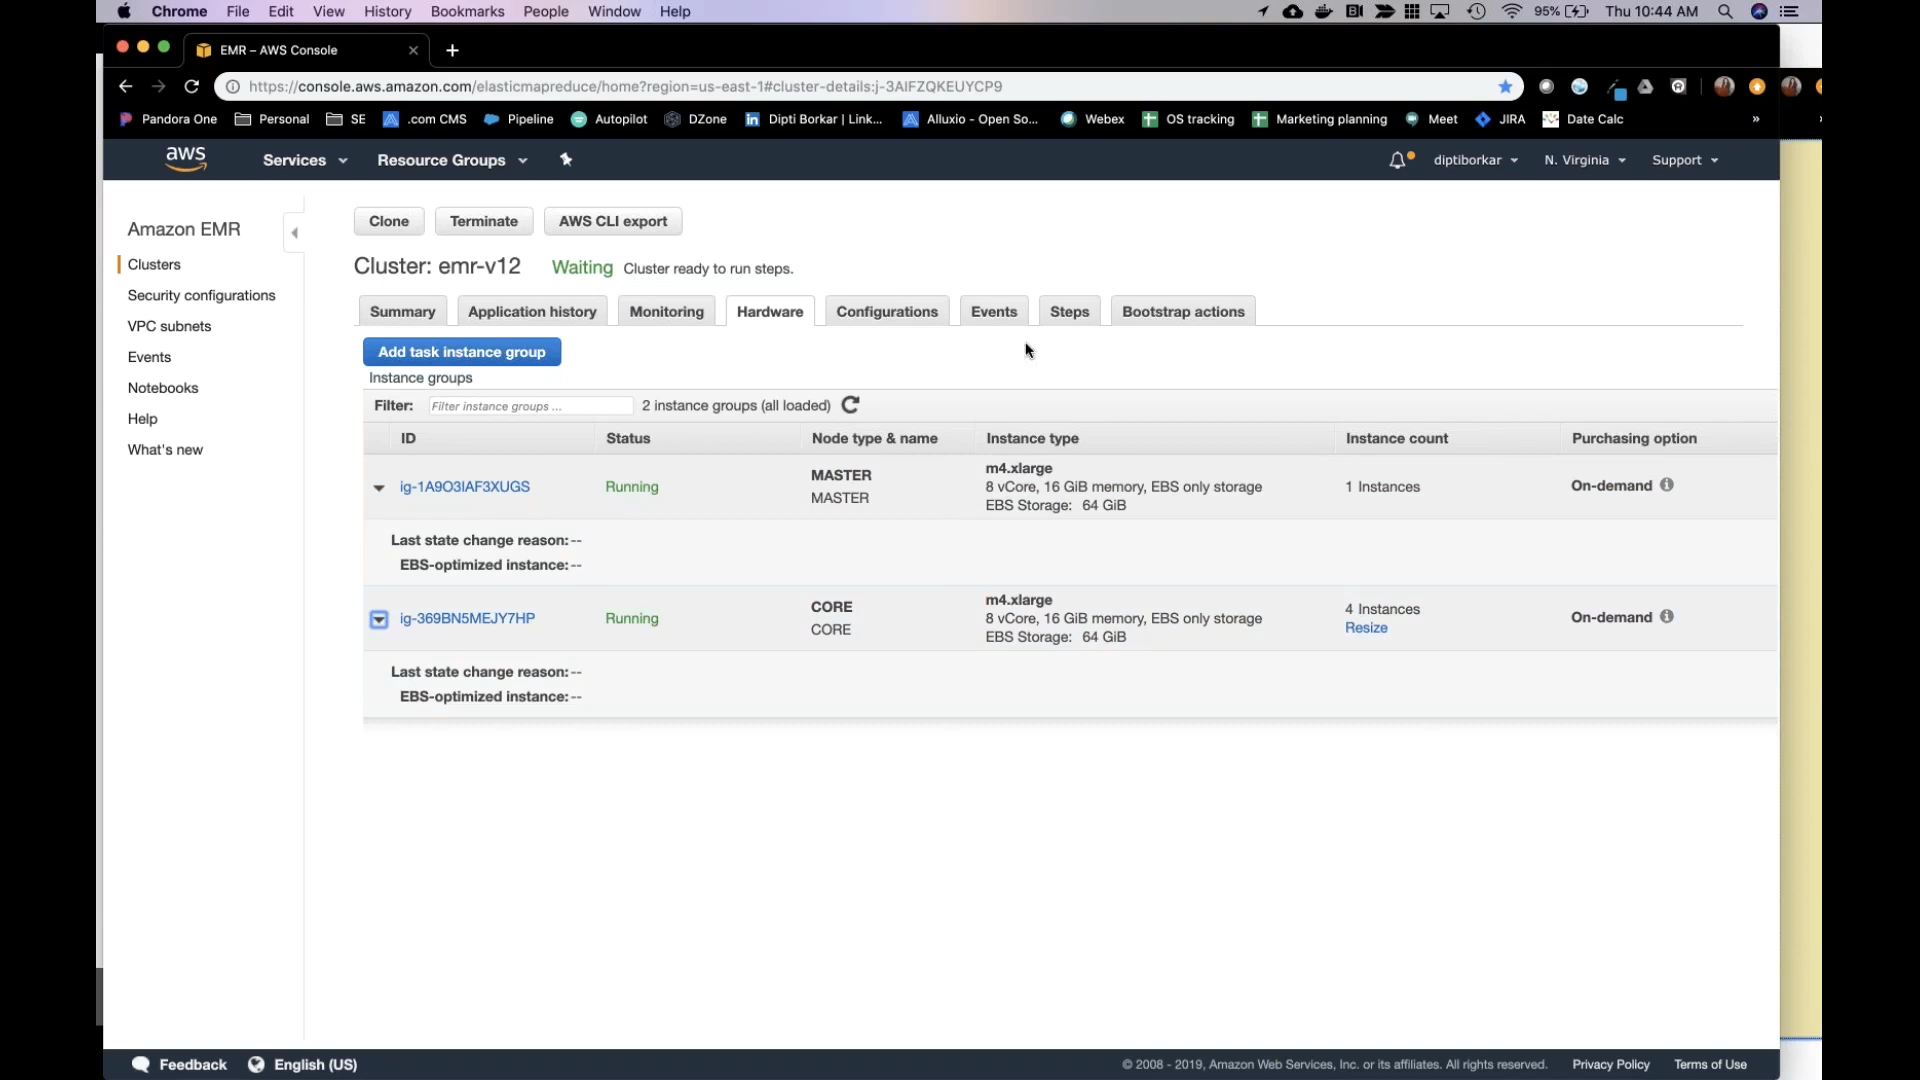 Chrome File Edit View History Bookmarks People Window Help 95% Thu 10:44 AM
EMR – AWS Console
https://console.aws.amazon.com/elasticmapreduce/home?region=us-east-1#cluster-details:j-3AIFZQKEUYCP9
Pandora One Personal SE .com CMS Pipeline Autopilot DZone Dipti Borkar | Link... Alluxio - Open So... Webex OS tracking Marketing planning Meet JIRA Date Calc »
aws Services Resource Groups diptiborkar N. Virginia Support
Amazon EMR
Clusters
Security configurations
VPC subnets
Events
Notebooks
Help
What's new
Clone Terminate AWS CLI export
Cluster: emr-v12 Waiting Cluster ready to run steps.
Summary Application history Monitoring Hardware Configurations Events Steps Bootstrap actions
Add task instance group
Instance groups
Filter: Filter instance groups ... 2 instance groups (all loaded)
ID Status Node type & name Instance type Instance count Purchasing option
ig-1A9O3IAF3XUGS Running MASTER
MASTER
m4.xlarge
8 vCore, 16 GiB memory, EBS only storage
EBS Storage: 64 GiB
1 Instances On-demand
Last state change reason: --
EBS-optimized instance: --
ig-369BN5MEJY7HP Running CORE
CORE
m4.xlarge
8 vCore, 16 GiB memory, EBS only storage
EBS Storage: 64 GiB
4 Instances
Resize
On-demand
Last state change reason: --
EBS-optimized instance: --
Feedback English (US) © 2008 - 2019, Amazon Web Services, Inc. or its affiliates. All rights reserved. Privacy Policy Terms of Use